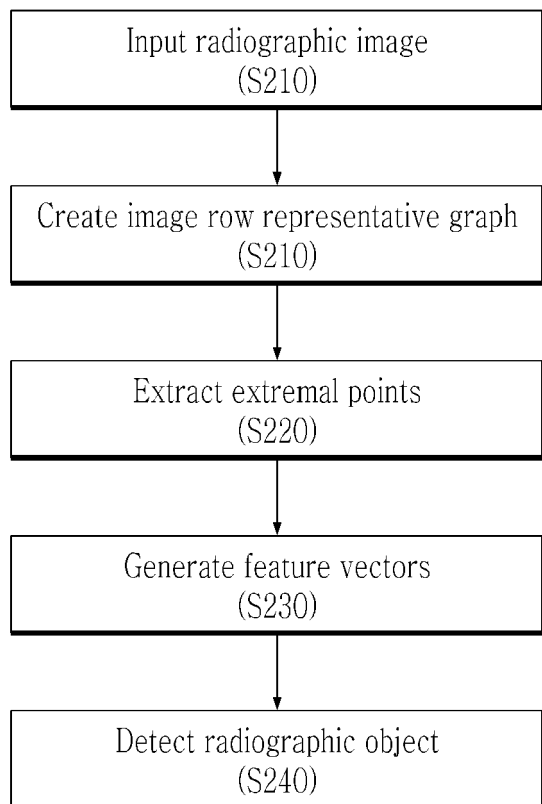 Input radiographic image
(S210)
Create image row representative graph
(S210)
Extract extremal points
(S220)
Generate feature vectors
(S230)
Detect radiographic object
(S240)